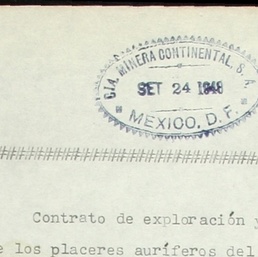 CIA. MINERA CONTINENTAL, S. A.
SET 24 1948
MEXICO, D. F.
################################
Contrato de exploración y
e los placeres auríferos del